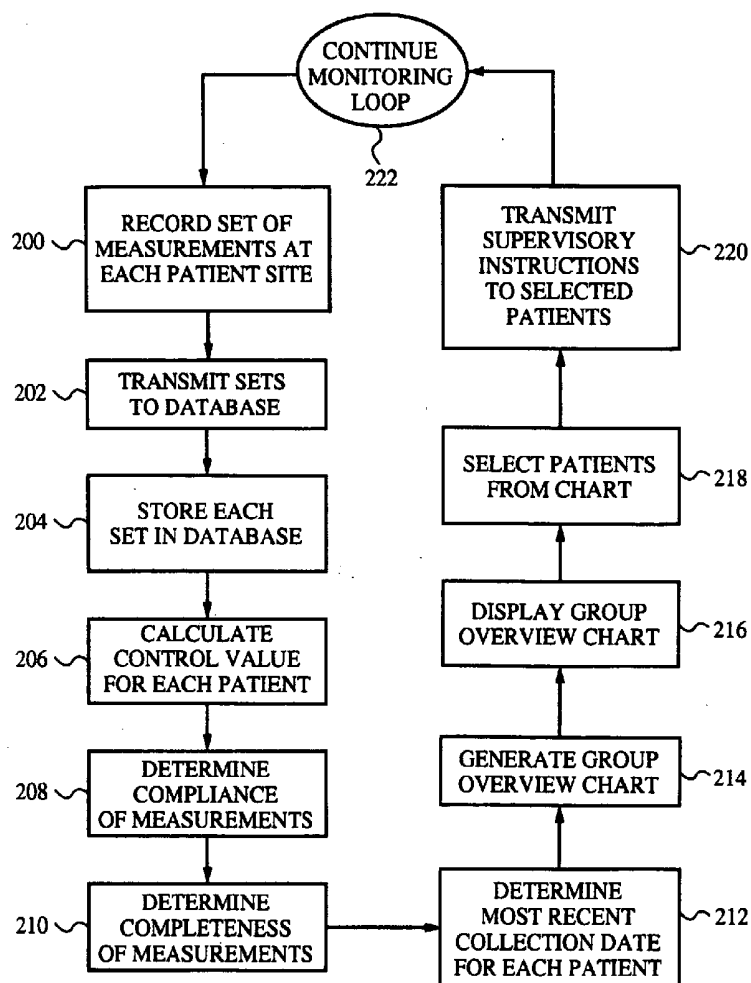 CONTINUE
MONITORING
LOOP
222
200
RECORD SET OF
MEASUREMENTS AT
EACH PATIENT SITE
202
TRANSMIT SETS
TO DATABASE
204
STORE EACH
SET IN DATABASE
206
CALCULATE
CONTROL VALUE
FOR EACH PATIENT
208
DETERMINE
COMPLIANCE
OF MEASUREMENTS
210
DETERMINE
COMPLETENESS
OF MEASUREMENTS
DETERMINE
MOST RECENT
COLLECTION DATE
FOR EACH PATIENT
212
GENERATE GROUP
OVERVIEW CHART
214
DISPLAY GROUP
OVERVIEW CHART
216
SELECT PATIENTS
FROM CHART
218
TRANSMIT
SUPERVISORY
INSTRUCTIONS
TO SELECTED
PATIENTS
220